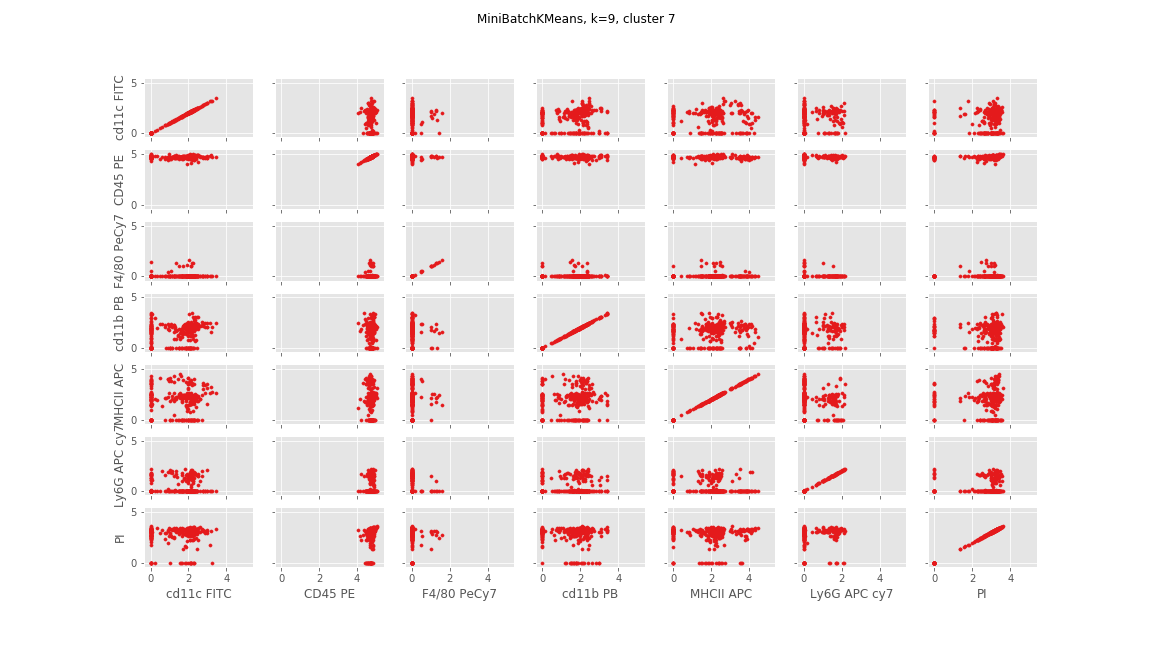 MiniBatchKMeans, k=9, cluster 7
cd11c FITC
5
0
CD45 PE
5
0
F4/80 PeCy7
5
0
cd11b PB
5
0
MHCII APC
5
0
Ly6G APC cy7
5
0
PI
5
0
0 2 4 0 2 4 0 2 4 0 2 4 0 2 4 0 2 4 0 2 4
cd11c FITC CD45 PE F4/80 PeCy7 cd11b PB MHCII APC Ly6G APC cy7 PI